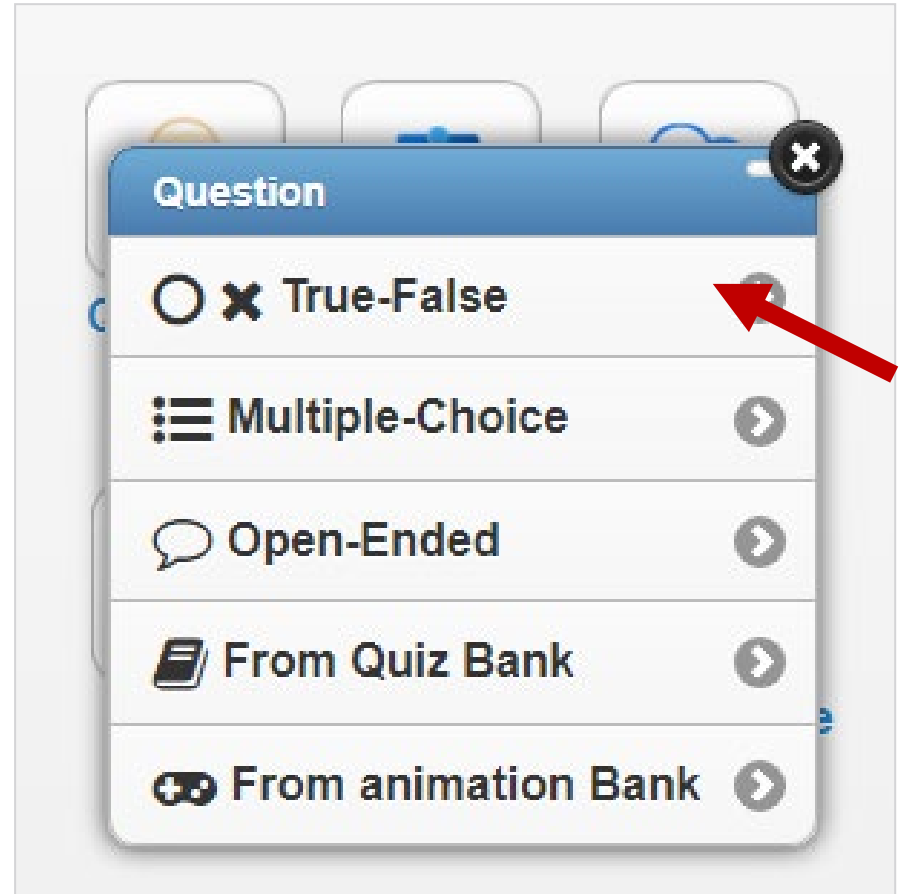 Question
True-False
Multiple-Choice
Open-Ended
From Quiz Bank
From animation Bank